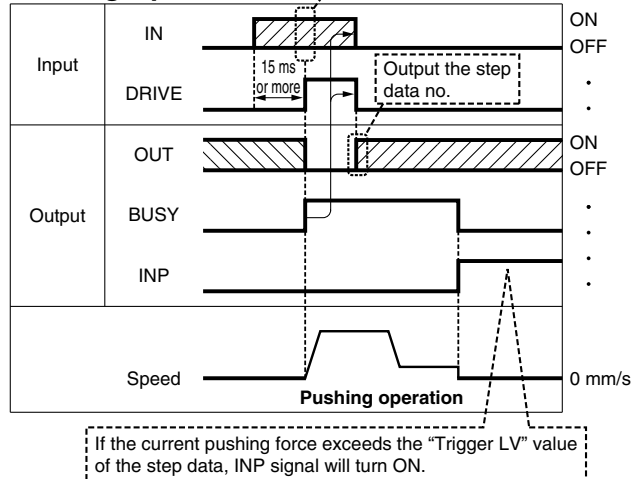 IN
ON
OFF
Input
15 ms
or more
Output the step
data no.
DRIVE
OUT
ON
OFF
Output
BUSY
INP
Speed
0 mm/s
Pushing operation
If the current pushing force exceeds the “Trigger LV” value
of the step data, INP signal will turn ON.